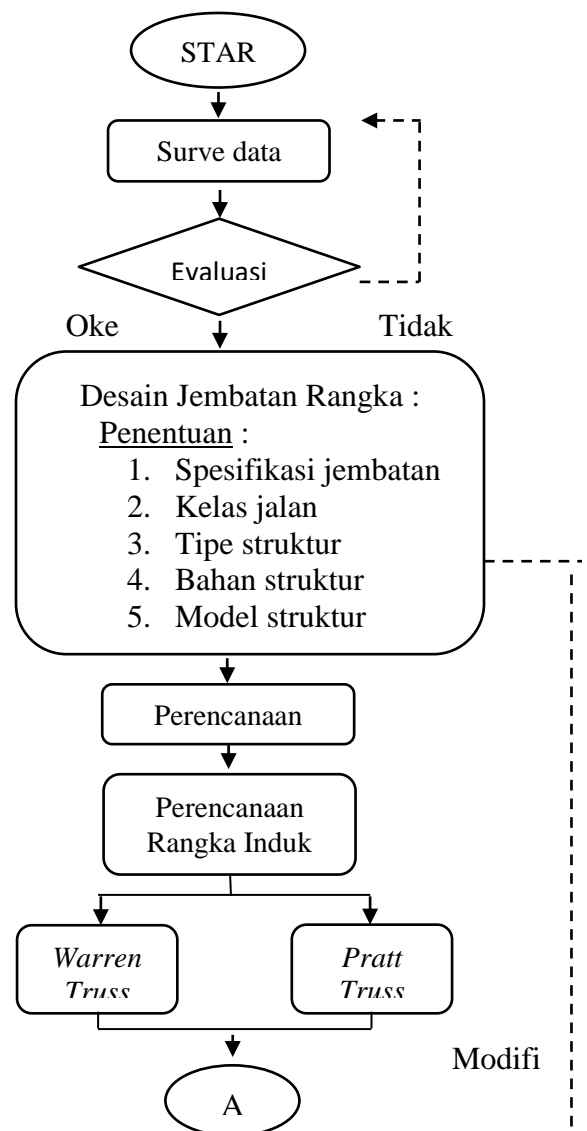 STAR
Surve data
Evaluasi
Oke Tidak
Desain Jembatan Rangka :
Penentuan :
1. Spesifikasi jembatan
2. Kelas jalan
3. Tipe struktur
4. Bahan struktur
5. Model struktur
Perencanaan
Perencanaan
Rangka Induk
Warren
Truss
Pratt
Truss
Modifi
A